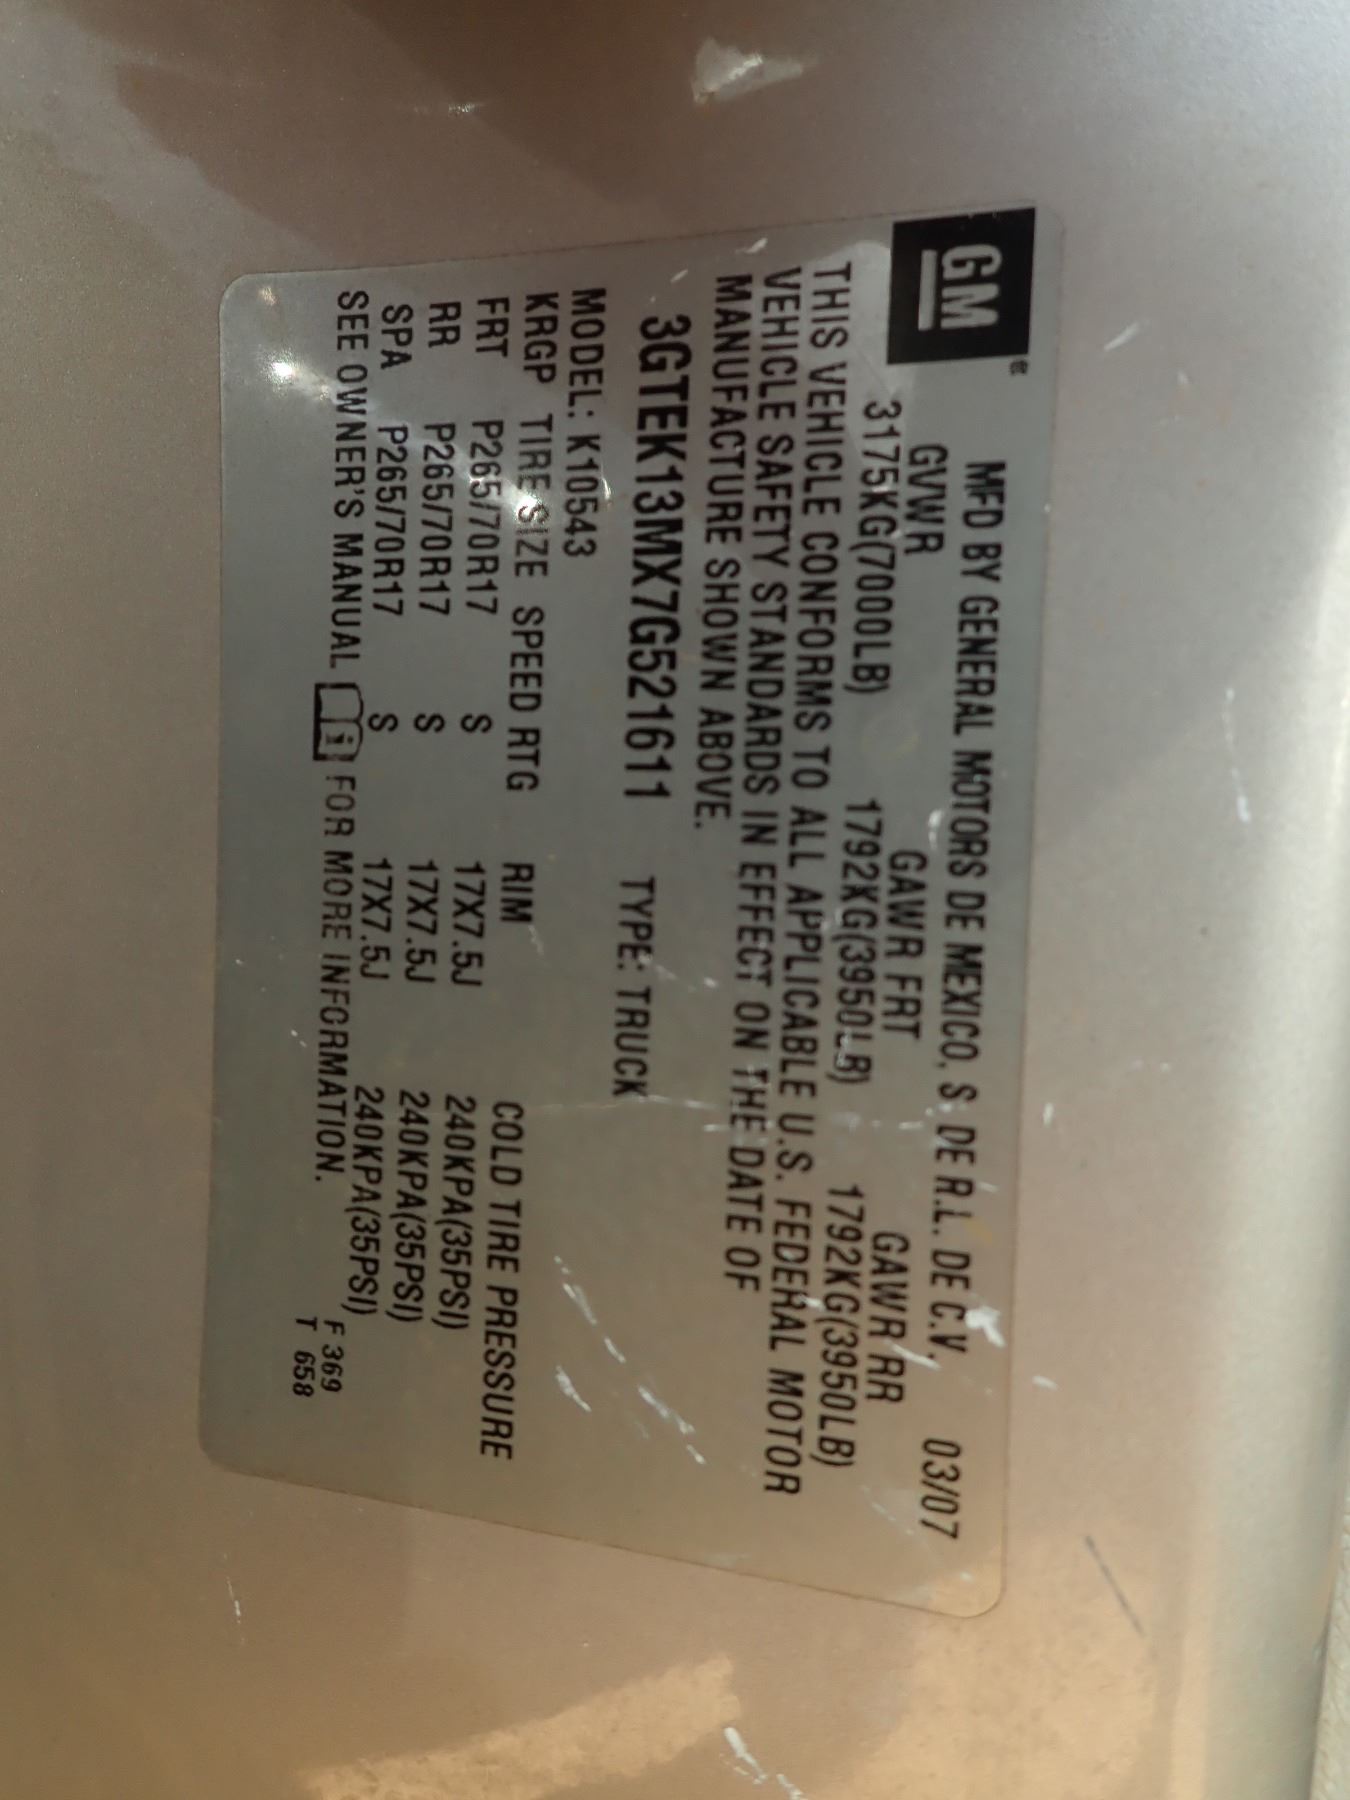 GM®
MFD BY GENERAL MOTORS DE MEXICO, S. DE R.L. DE C.V. 03/07
GVWR GAWR FRT GAWR RR
3175KG(7000LB) 1792KG(3950LB) 1792KG(3950LB)
THIS VEHICLE CONFORMS TO ALL APPLICABLE U.S. FEDERAL MOTOR
VEHICLE SAFETY STANDARDS IN EFFECT ON THE DATE OF
MANUFACTURE SHOWN ABOVE.
3GTEK13MX7G521611 TYPE: TRUCK
MODEL: K10543
KRGP TIRE SIZE SPEED RTG RIM COLD TIRE PRESSURE
FRT P265/70R17 S 17X7.5J 240KPA(35PSI)
RR P265/70R17 S 17X7.5J 240KPA(35PSI)
SPA P265/70R17 S 17X7.5J 240KPA(35PSI)
SEE OWNER'S MANUAL i FOR MORE INFORMATION.
F 369
T 658